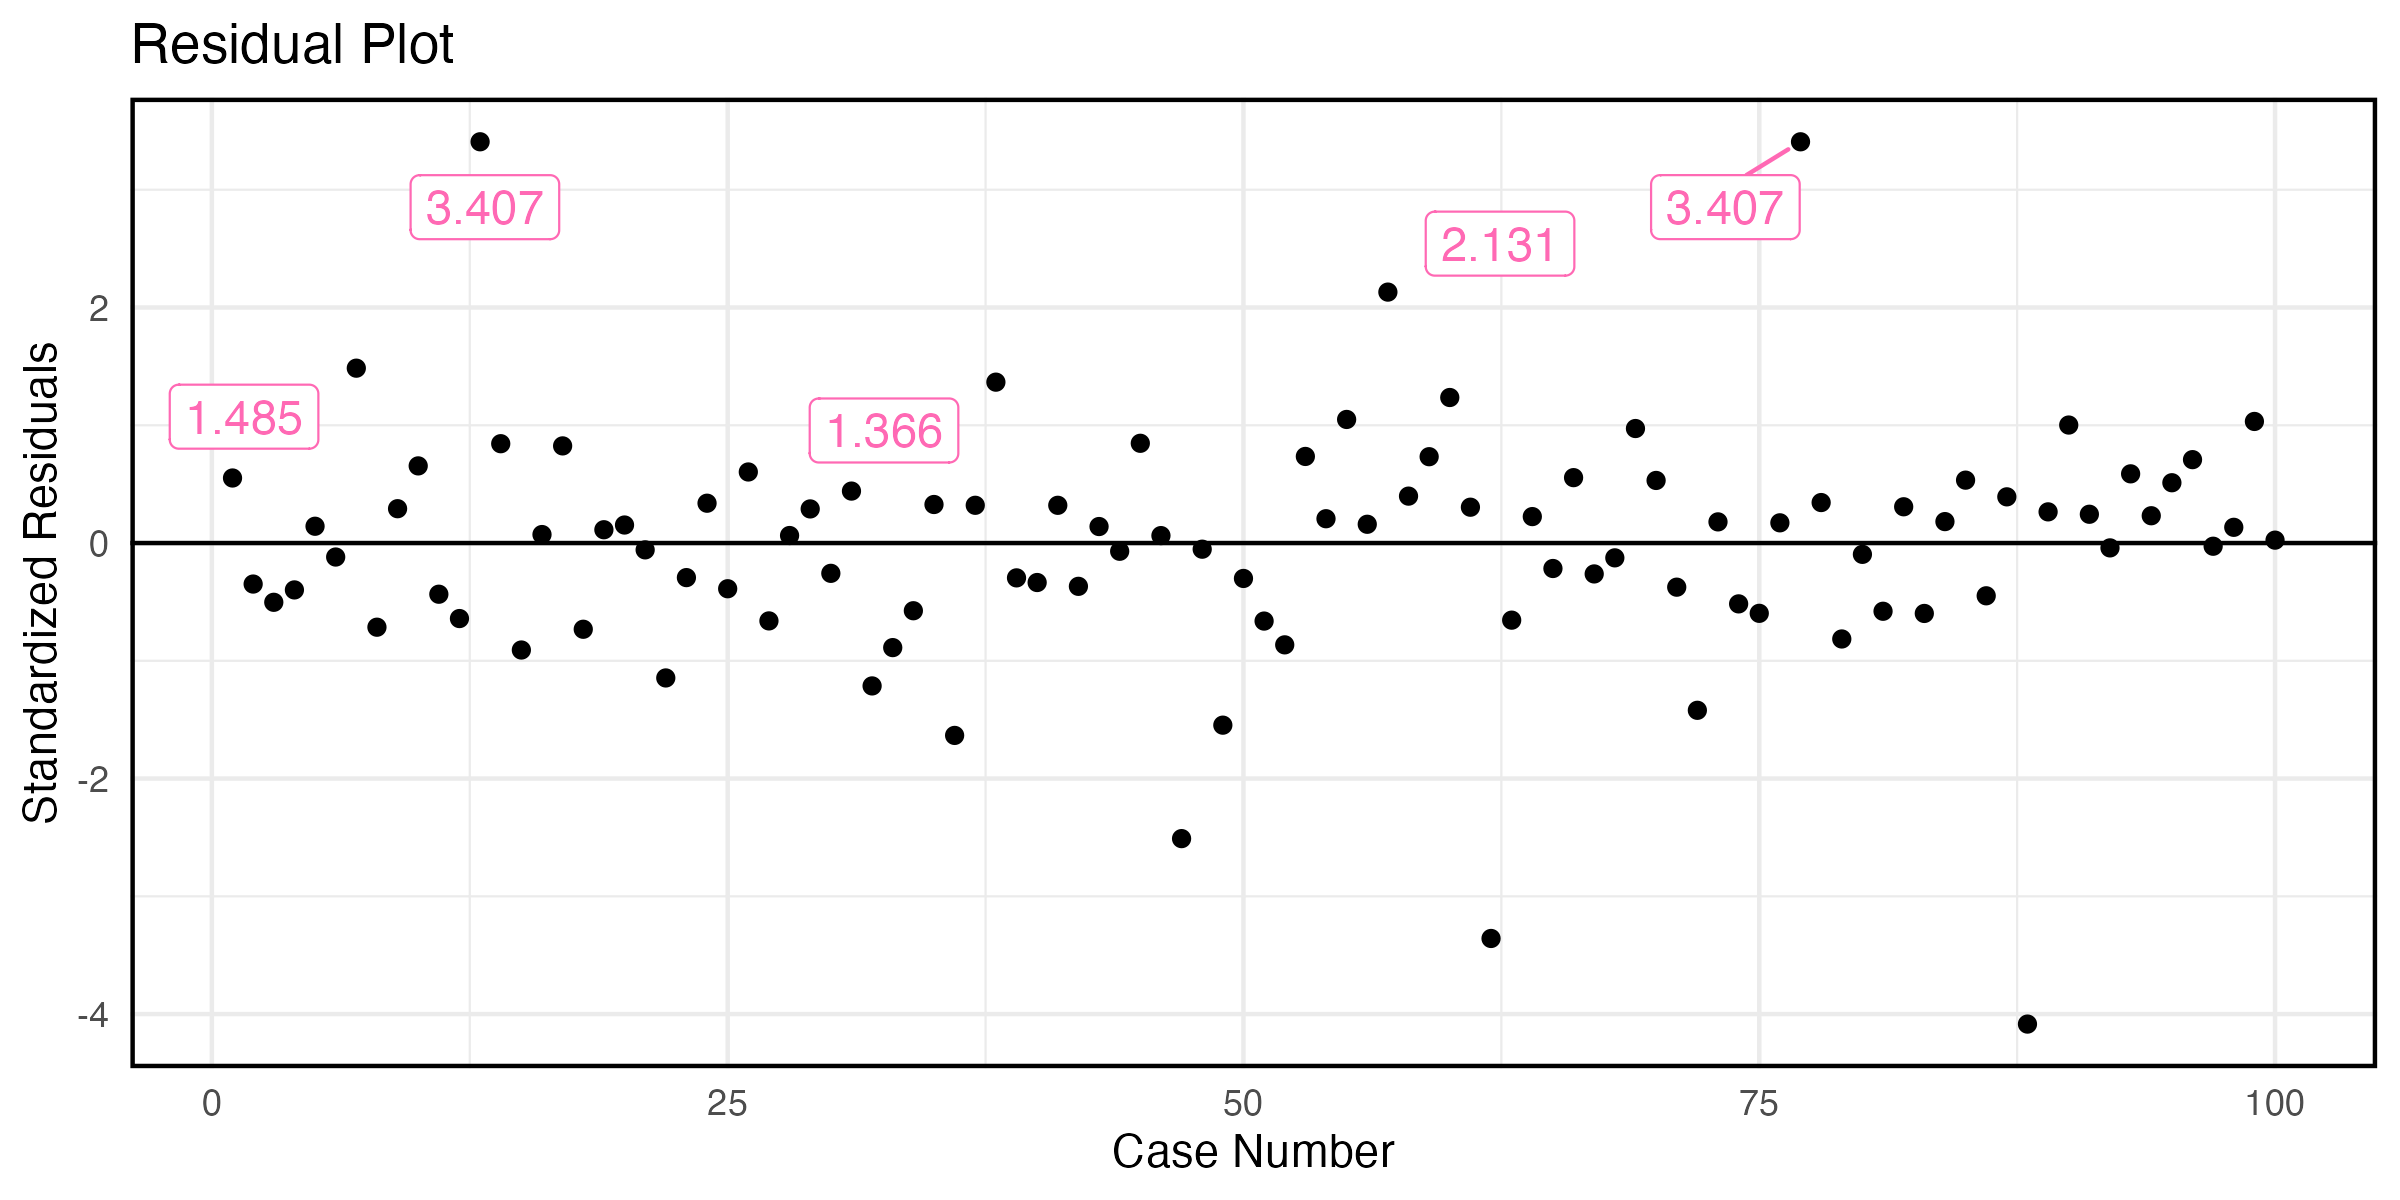 Residual Plot
3.407
3.407
2.131
1.485
1.366
Standardized Residuals
2
0
-2
-4
0 25 50 75 100
Case Number